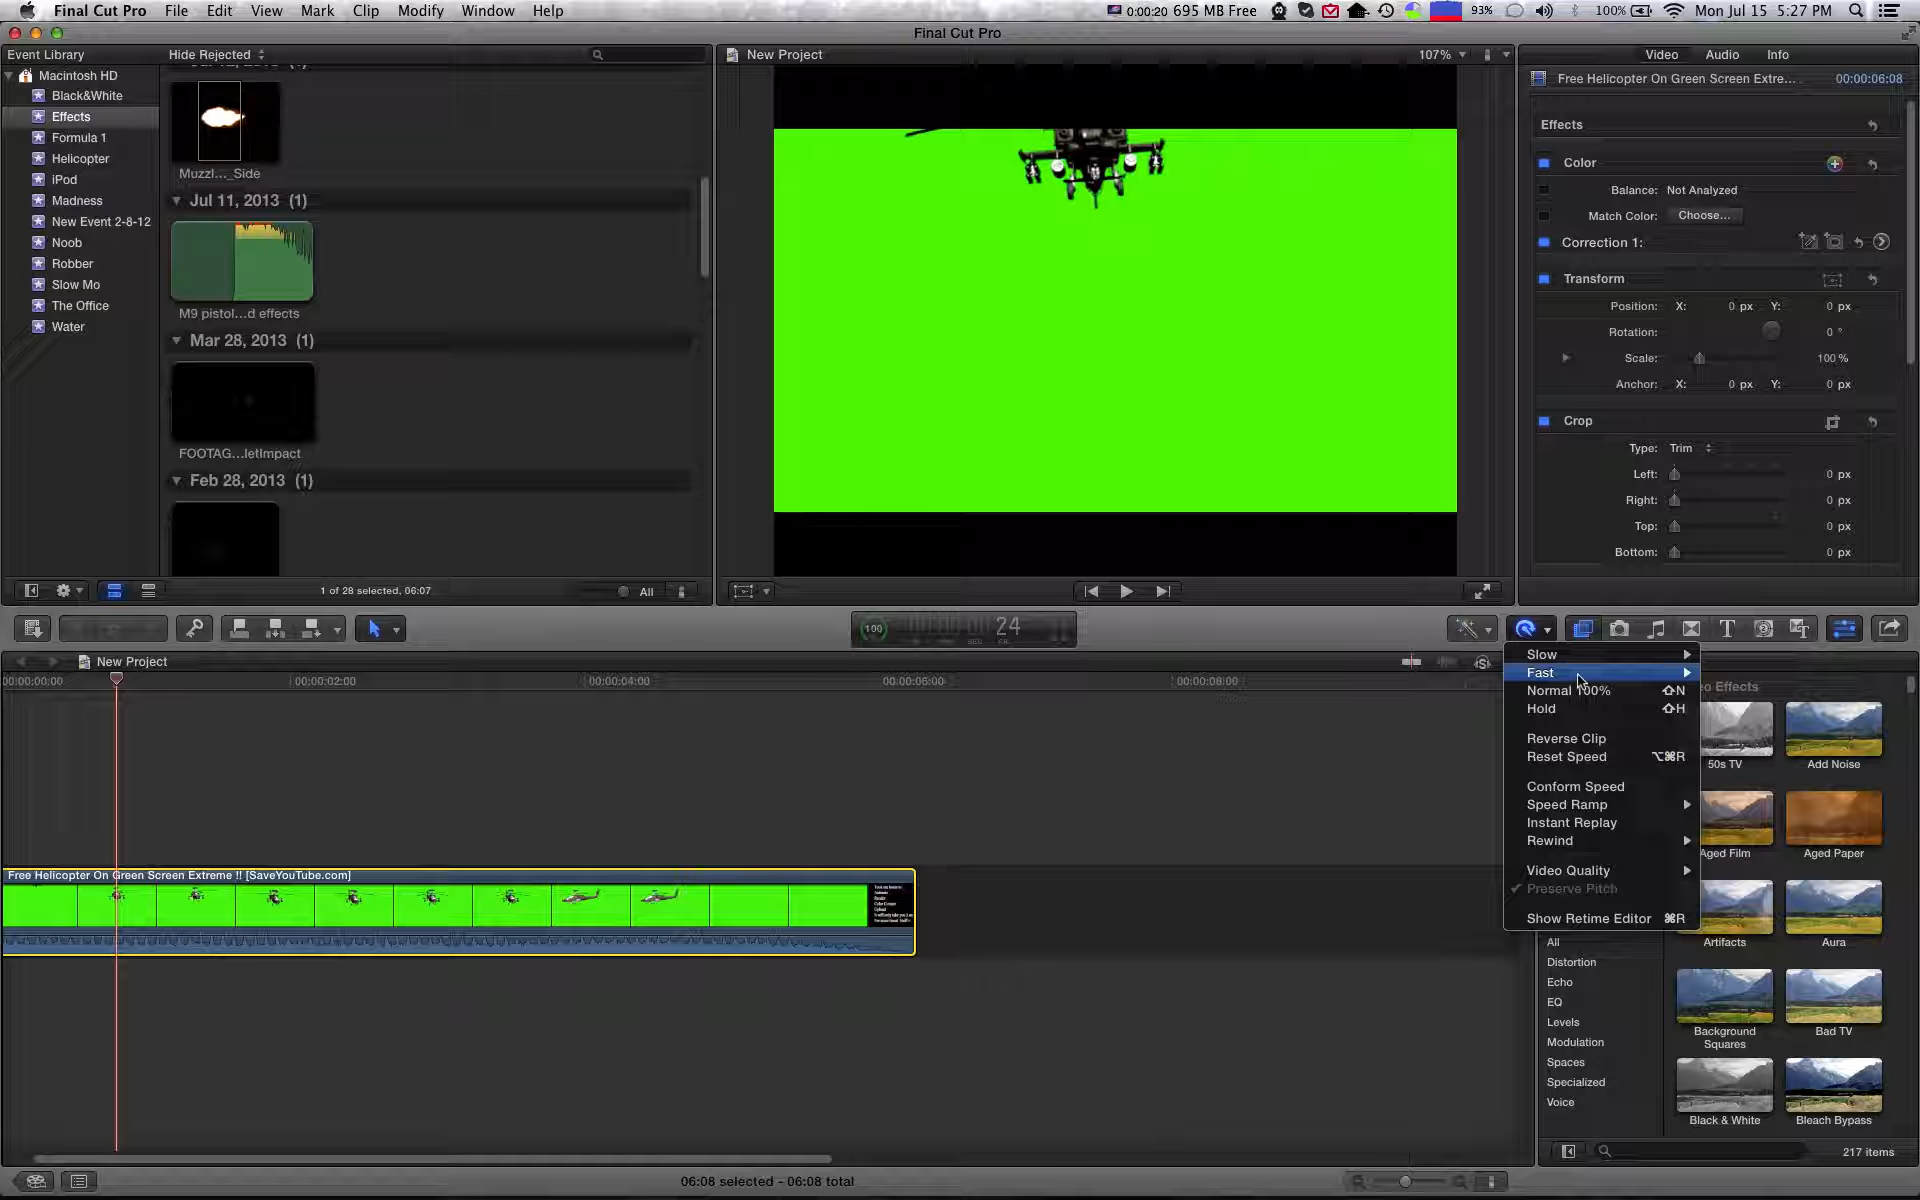 Final Cut Pro File Edit View Mark Clip Modify Window Help
0:00:20 695 MB Free 93% 100% Mon Jul 15 5:27 PM
Final Cut Pro
Event Library
Hide Rejected
Macintosh HD
Black&White
Effects
Formula 1
Helicopter
iPod
Madness
New Event 2-8-12
Noob
Robber
Slow Mo
The Office
Water
Muzzl..._Side
Jul 11, 2013 (1)
M9 pistol...d effects
Mar 28, 2013 (1)
FOOTAG...letImpact
Feb 28, 2013 (1)
1 of 28 selected, 06:07
All
New Project
107%
Video Audio Info
Free Helicopter On Green Screen Extre... 00:00:06:08
Effects
Color
Balance: Not Analyzed
Match Color: Choose...
Correction 1:
Transform
Position: X: 0 px Y: 0 px
Rotation: 0 °
Scale: 100 %
Anchor: X: 0 px Y: 0 px
Crop
Type: Trim
Left: 0 px
Right: 0 px
Top: 0 px
Bottom: 0 px
100 24
New Project
00:00:00:00 00:00:02:00 00:00:04:00 00:00:06:00 00:00:08:00
Free Helicopter On Green Screen Extreme !! [SaveYouTube.com]
Slow
Fast
Normal 100% ⇧N
Hold ⇧H
Reverse Clip
Reset Speed ⌥⌘R
Conform Speed
Speed Ramp
Instant Replay
Rewind
Video Quality
Preserve Pitch
Show Retime Editor ⌘R
Effects
50s TV
Add Noise
Aged Film
Aged Paper
Artifacts
Aura
Background Squares
Bad TV
Black & White
Bleach Bypass
All
Distortion
Echo
EQ
Levels
Modulation
Spaces
Specialized
Voice
217 items
06:08 selected - 06:08 total